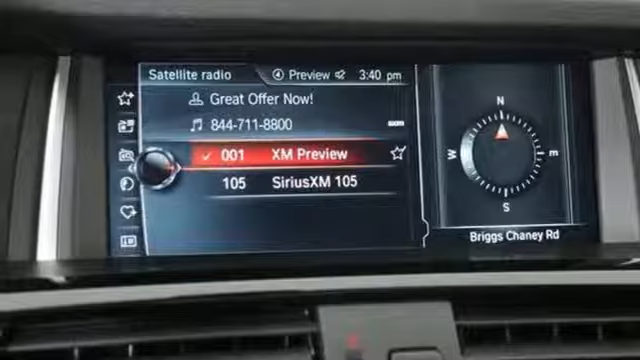 Satellite radio
Preview
3:40 pm
Great Offer Now!
844-711-8800
001 XM Preview
105 SiriusXM 105
N
W
S
Briggs Chaney Rd